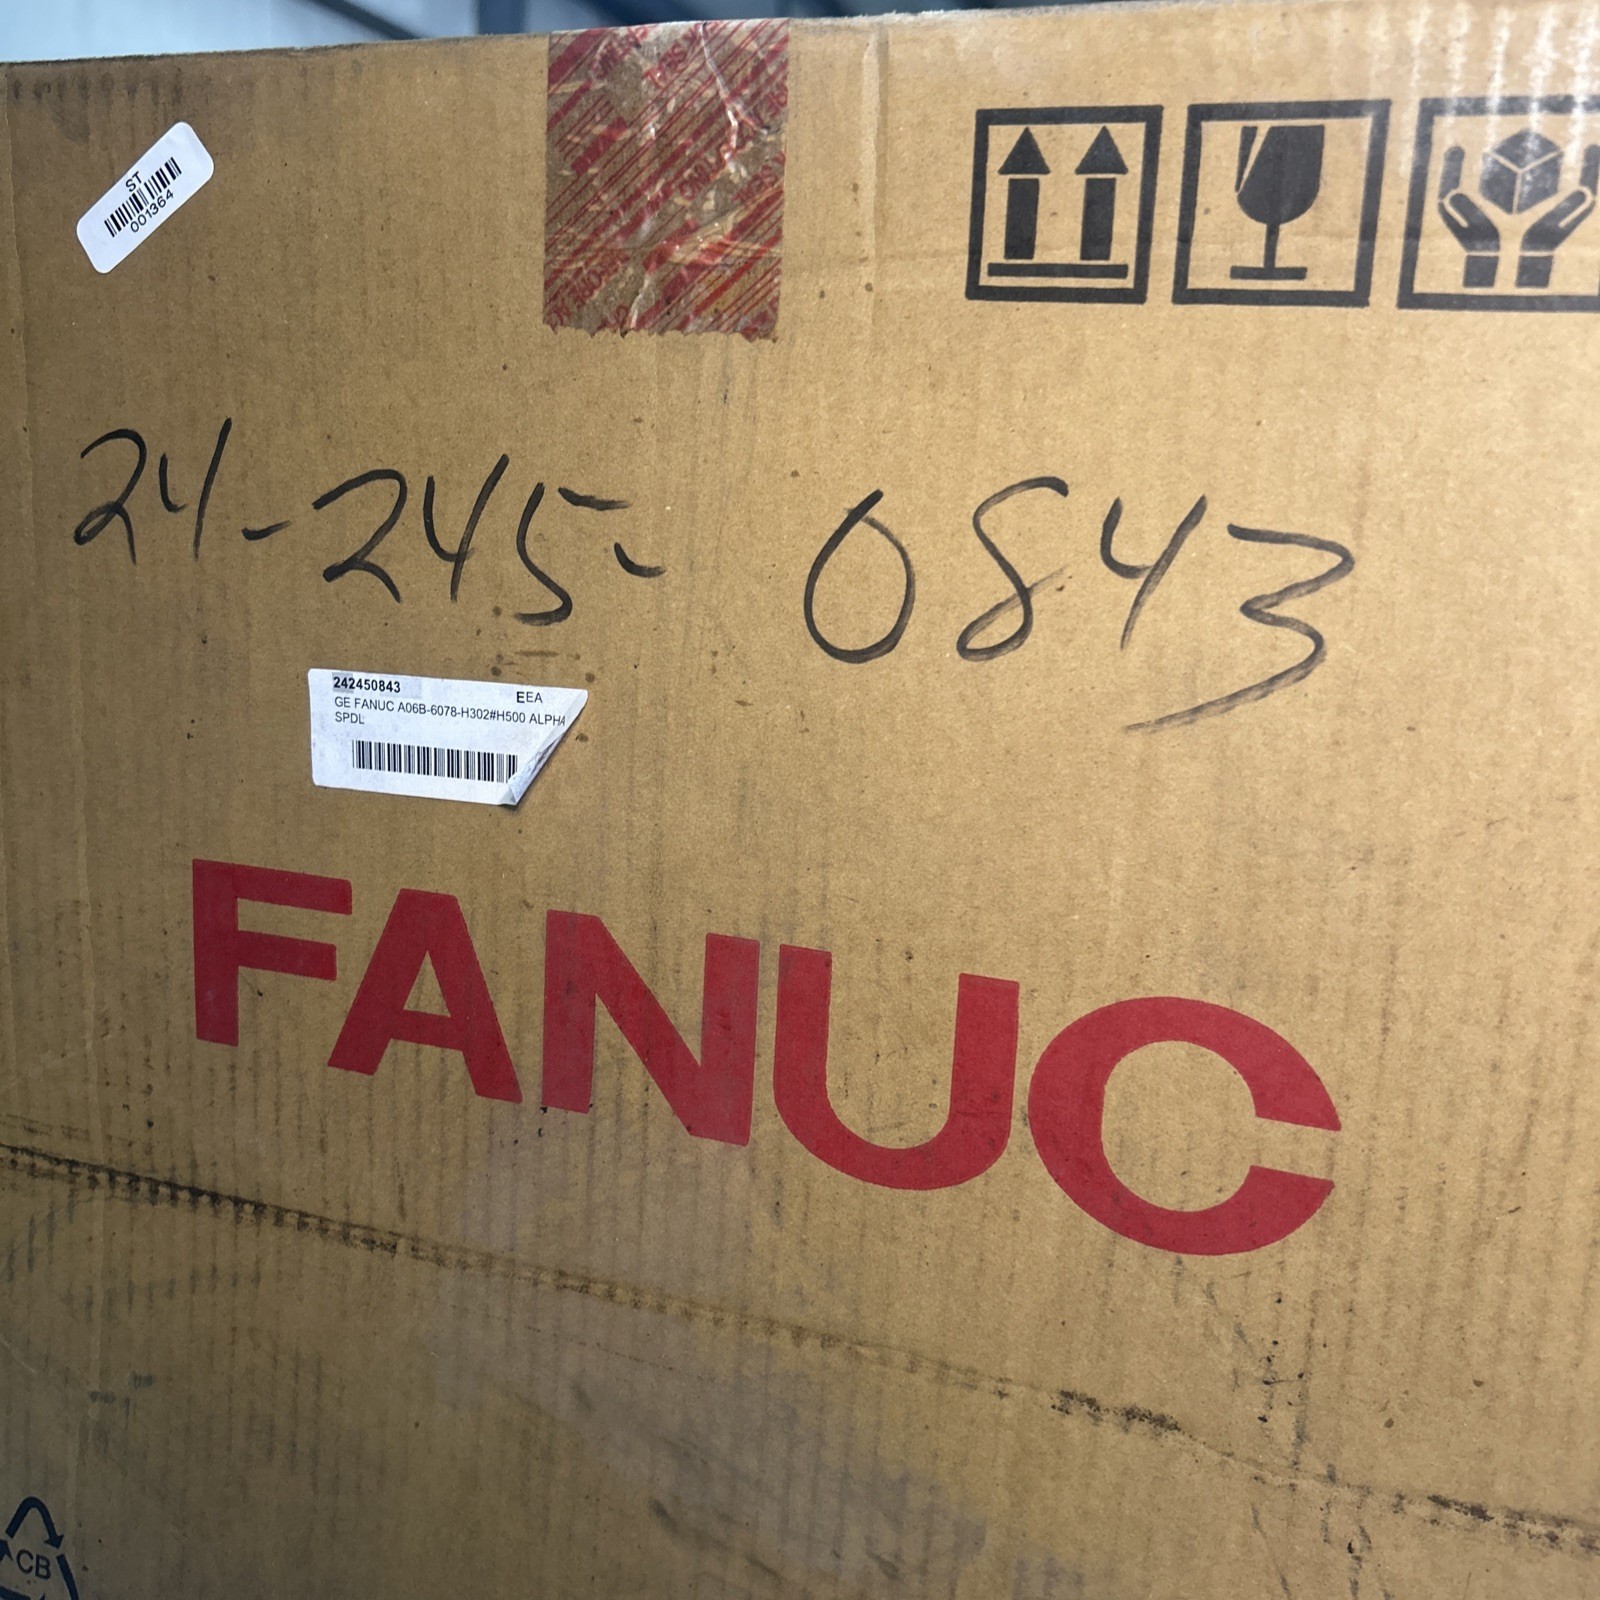 ST
001364
24-245-0843
242450843 EEA
GE FANUC A06B-6078-H302#H500 ALPHA
SPDL
FANUC
CB